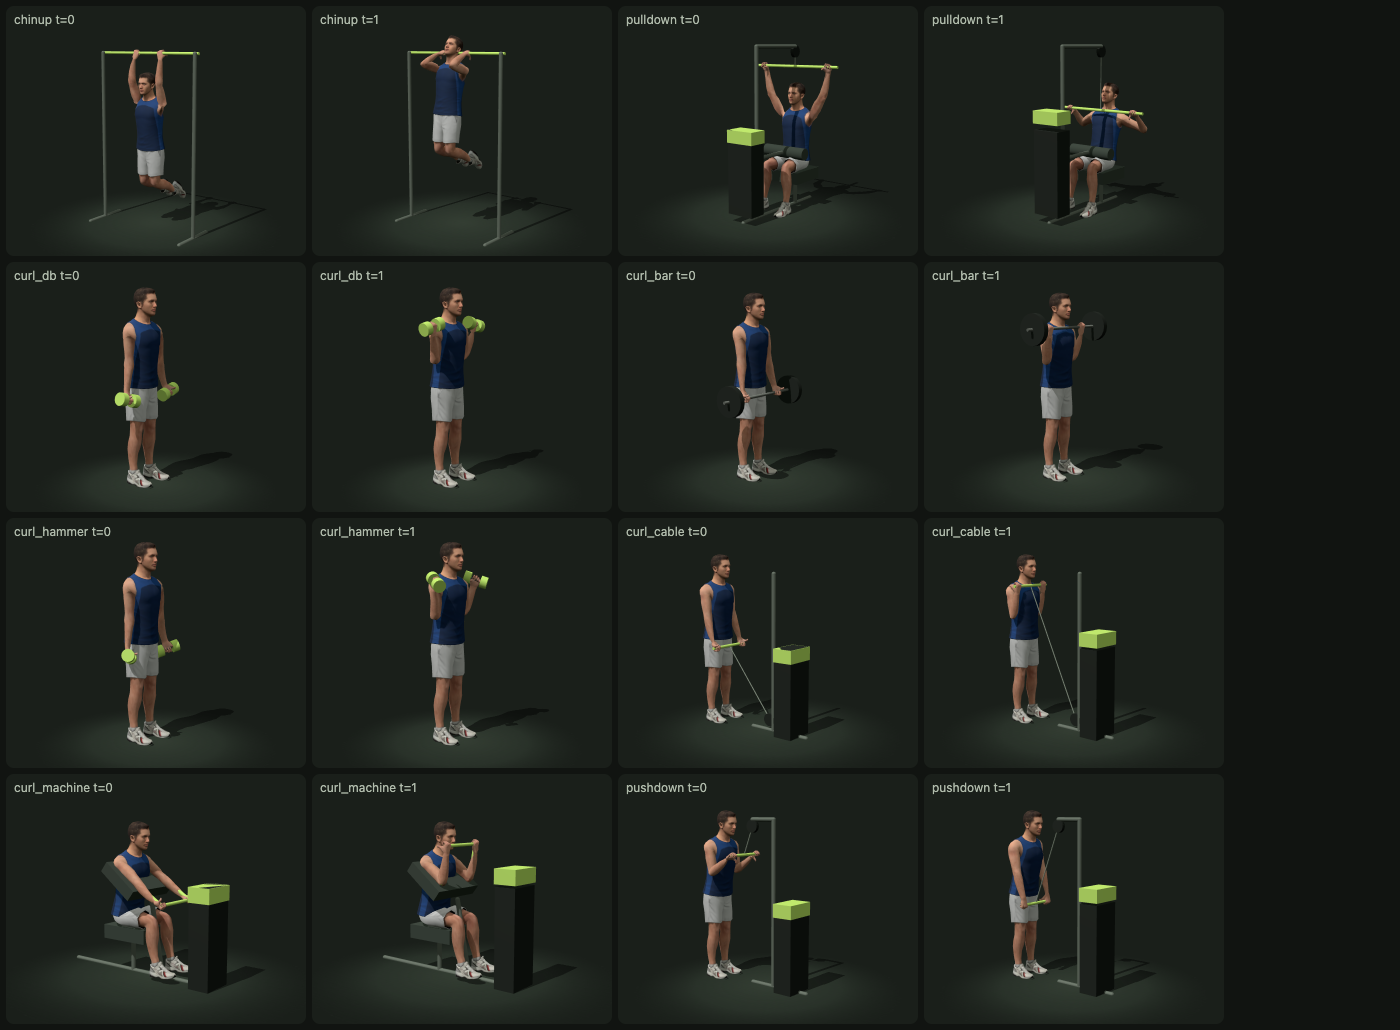 chinup t=0
chinup t=1
pulldown t=0
pulldown t=1
curl_db t=0
curl_db t=1
curl_bar t=0
curl_bar t=1
curl_hammer t=0
curl_hammer t=1
curl_cable t=0
curl_cable t=1
curl_machine t=0
curl_machine t=1
pushdown t=0
pushdown t=1